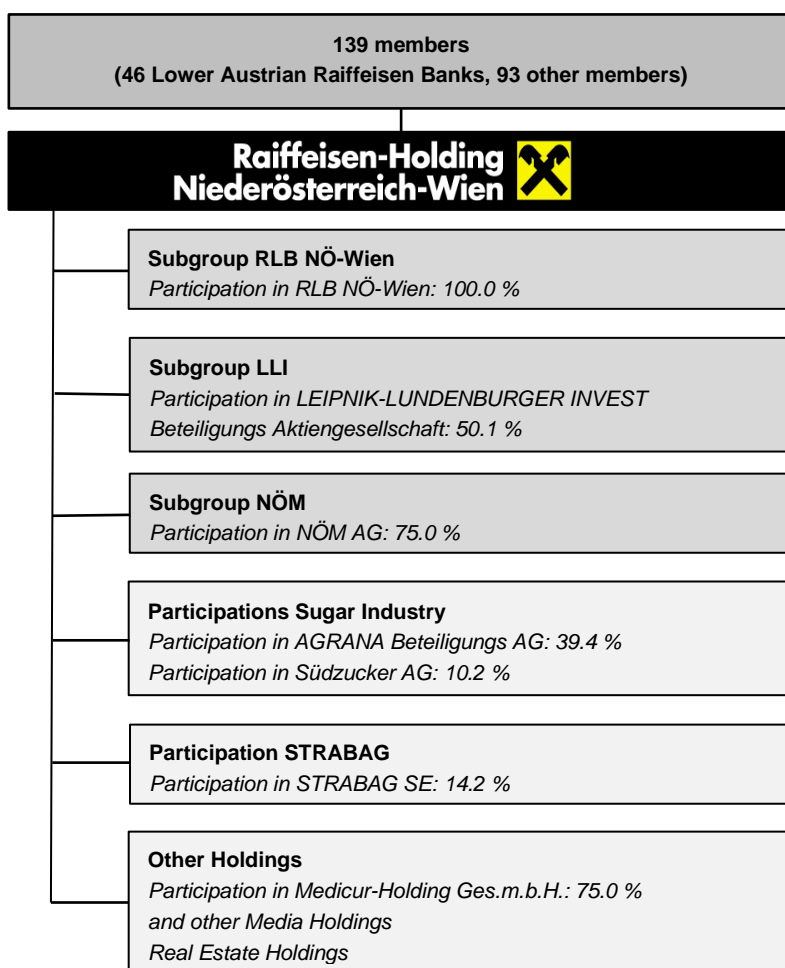 139 members
(46 Lower Austrian Raiffeisen Banks, 93 other members)
Raiffeisen-Holding
Niederösterreich-Wien
Subgroup RLB NÖ-Wien
Participation in RLB NÖ-Wien: 100.0 %
Subgroup LLI
Participation in LEIPNIK-LUNDENBURGER INVEST
Beteiligungs Aktiengesellschaft: 50.1 %
Subgroup NÖM
Participation in NÖM AG: 75.0 %
Participations Sugar Industry
Participation in AGRANA Beteiligungs AG: 39.4 %
Participation in Südzucker AG: 10.2 %
Participation STRABAG
Participation in STRABAG SE: 14.2 %
Other Holdings
Participation in Medicur-Holding Ges.m.b.H.: 75.0 %
and other Media Holdings
Real Estate Holdings